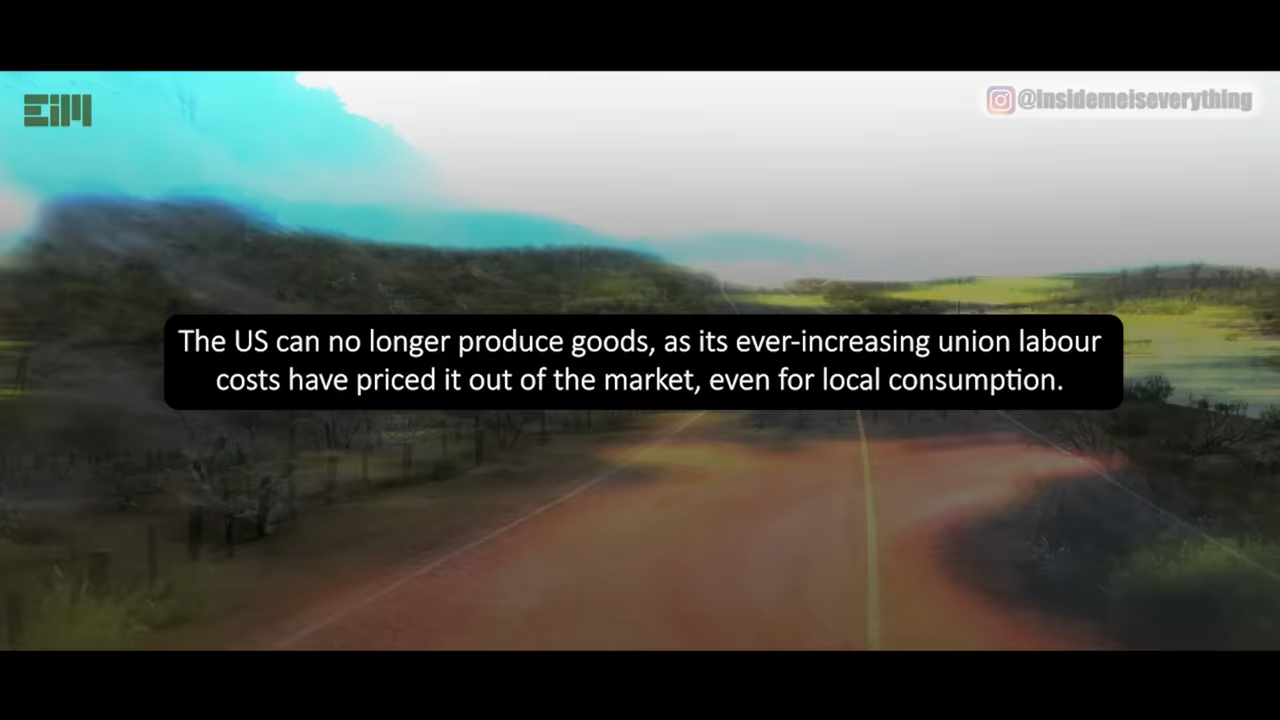 EiM
@insidemeiseverything
The US can no longer produce goods, as its ever-increasing union labour
costs have priced it out of the market, even for local consumption.